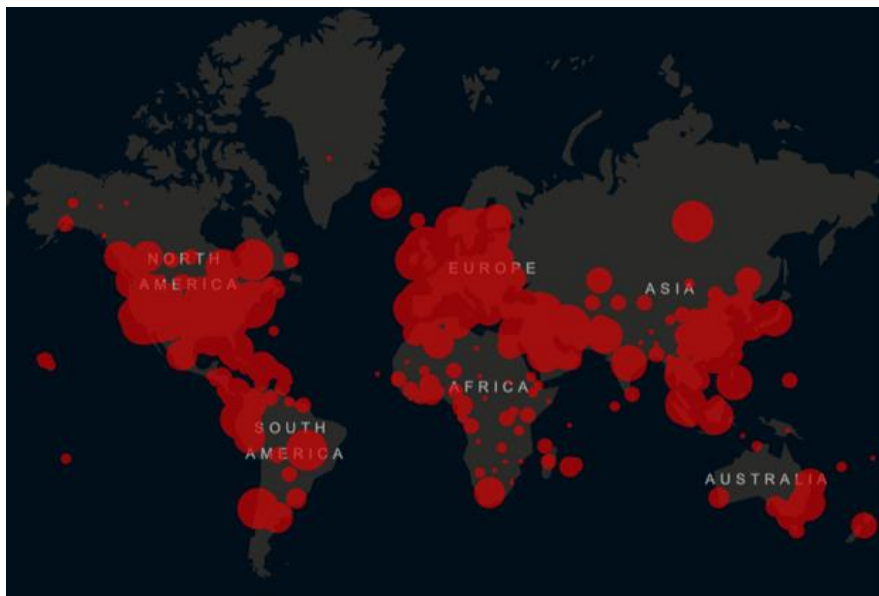 NORTH
AMERICA
EUROPE
ASIA
AFRICA
SOUTH
AMERICA
AUSTRALIA